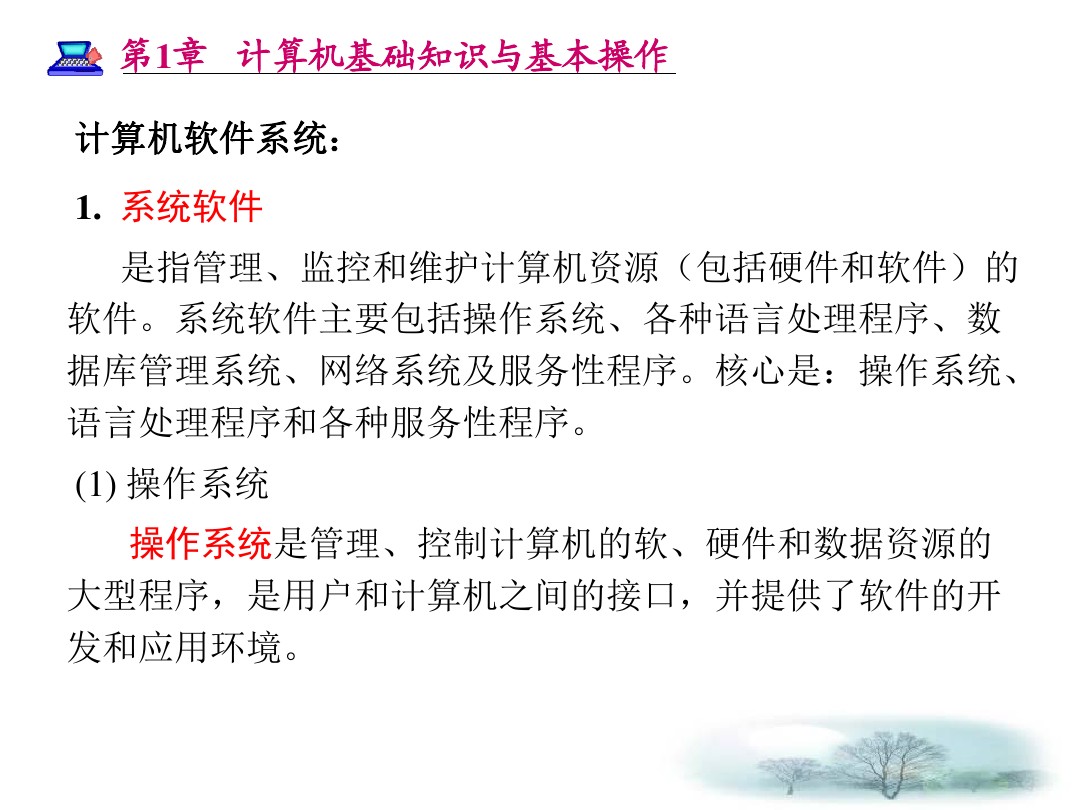 第1章 计算机基础知识与基本操作
计算机软件系统：
1. 系统软件
是指管理、监控和维护计算机资源（包括硬件和软件）的
软件。系统软件主要包括操作系统、各种语言处理程序、数
据库管理系统、网络系统及服务性程序。核心是：操作系统、
语言处理程序和各种服务性程序。
(1) 操作系统
操作系统是管理、控制计算机的软、硬件和数据资源的
大型程序，是用户和计算机之间的接口，并提供了软件的开
发和应用环境。